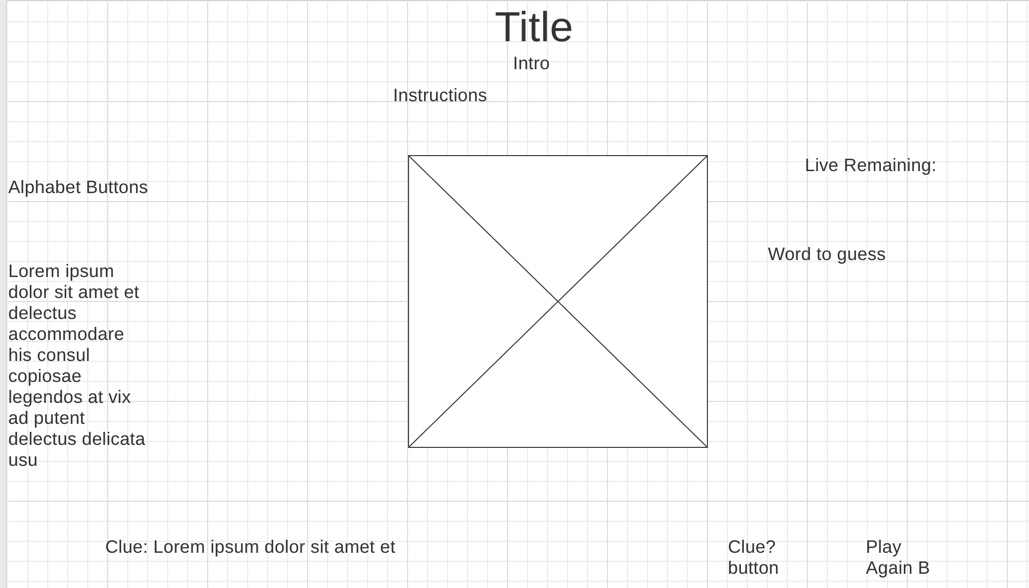 Title
Intro
Instructions
Live Remaining:
Alphabet Buttons
Word to guess
Lorem ipsum
dolor sit amet et
delectus
accommodare
his consul
copiosae
legendos at vix
ad putent
delectus delicata
usu
Clue: Lorem ipsum dolor sit amet et
Clue?
button
Play
Again B